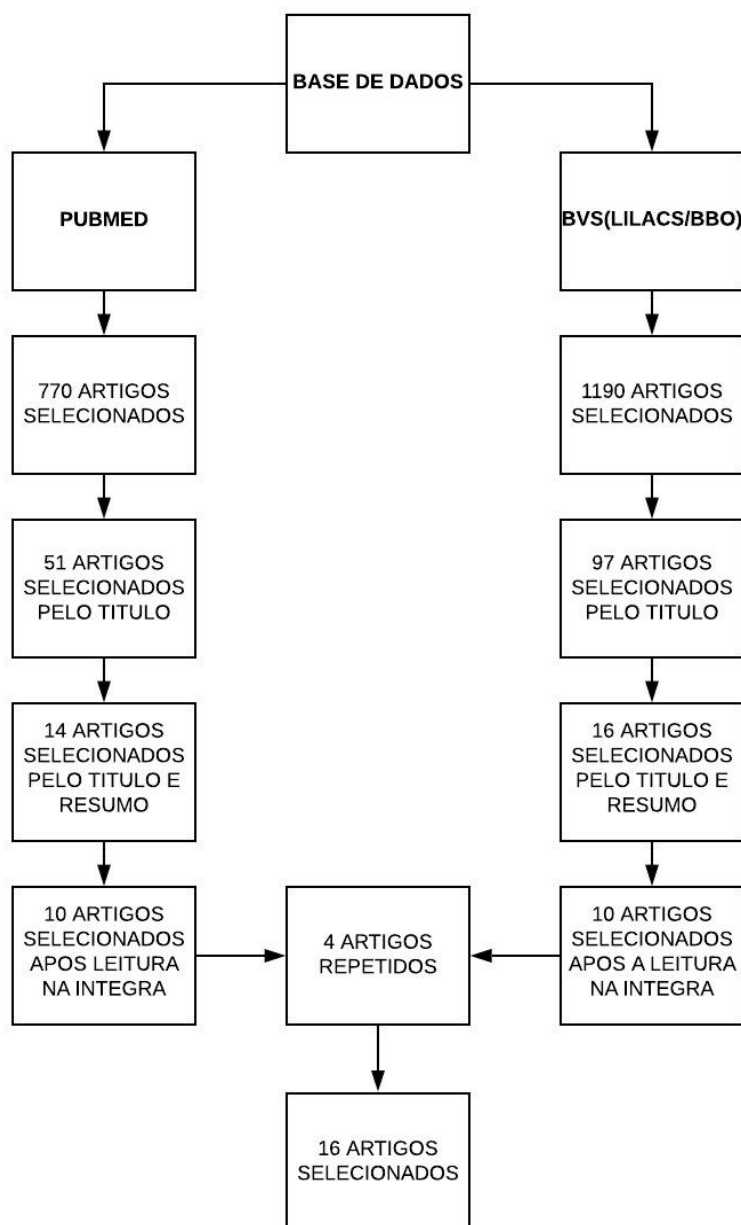 BASE DE DADOS
PUBMED
BVS(LILACS/BBO)
770 ARTIGOS
SELECIONADOS
1190 ARTIGOS
SELECIONADOS
51 ARTIGOS
SELECIONADOS
PELO TITULO
97 ARTIGOS
SELECIONADOS
PELO TITULO
14 ARTIGOS
SELECIONADOS
PELO TITULO E
RESUMO
16 ARTIGOS
SELECIONADOS
PELO TITULO E
RESUMO
10 ARTIGOS
SELECIONADOS
APOS LEITURA
NA INTEGRA
4 ARTIGOS
REPETIDOS
10 ARTIGOS
SELECIONADOS
APOS A LEITURA
NA INTEGRA
16 ARTIGOS
SELECIONADOS